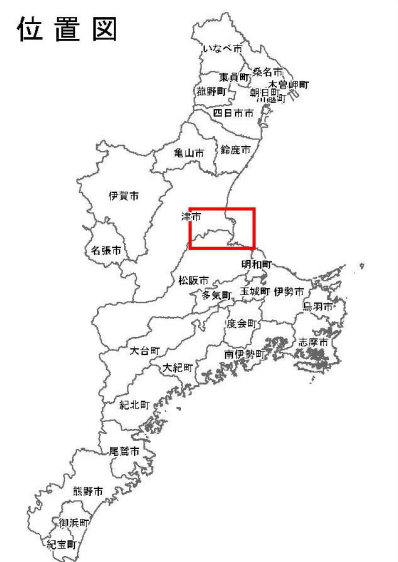 位置図
いなべ市
桑名市
東員町
木曽岬町
菰野町
朝日町
川越町
四日市市
亀山市
鈴鹿市
伊賀市
津市
名張市
明和町
松阪市
多気町
玉城町
伊勢市
鳥羽市
度会町
大台町
南伊勢町
志摩市
大紀町
紀北町
尾鷲市
熊野市
御浜町
紀宝町